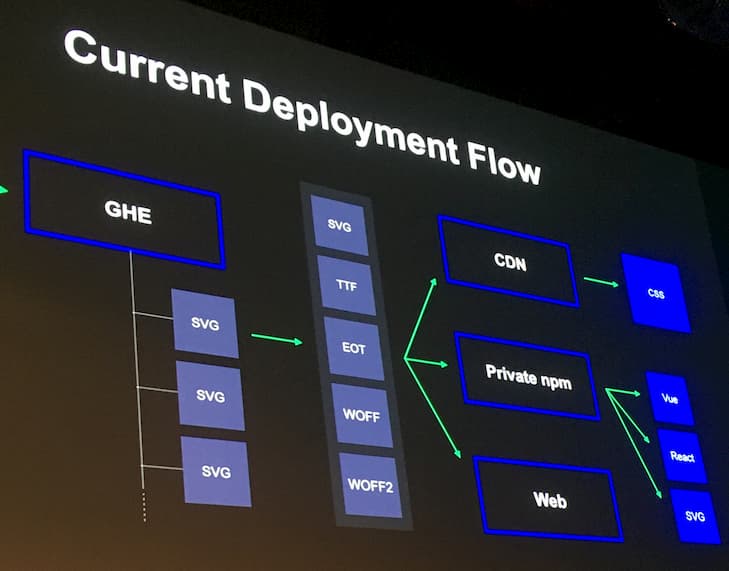 Current Deployment Flow
GHE
SVG
SVG
SVG
SVG
TTF
EOT
WOFF
WOFF2
CDN
Private npm
Web
CSS
Vue
React
SVG